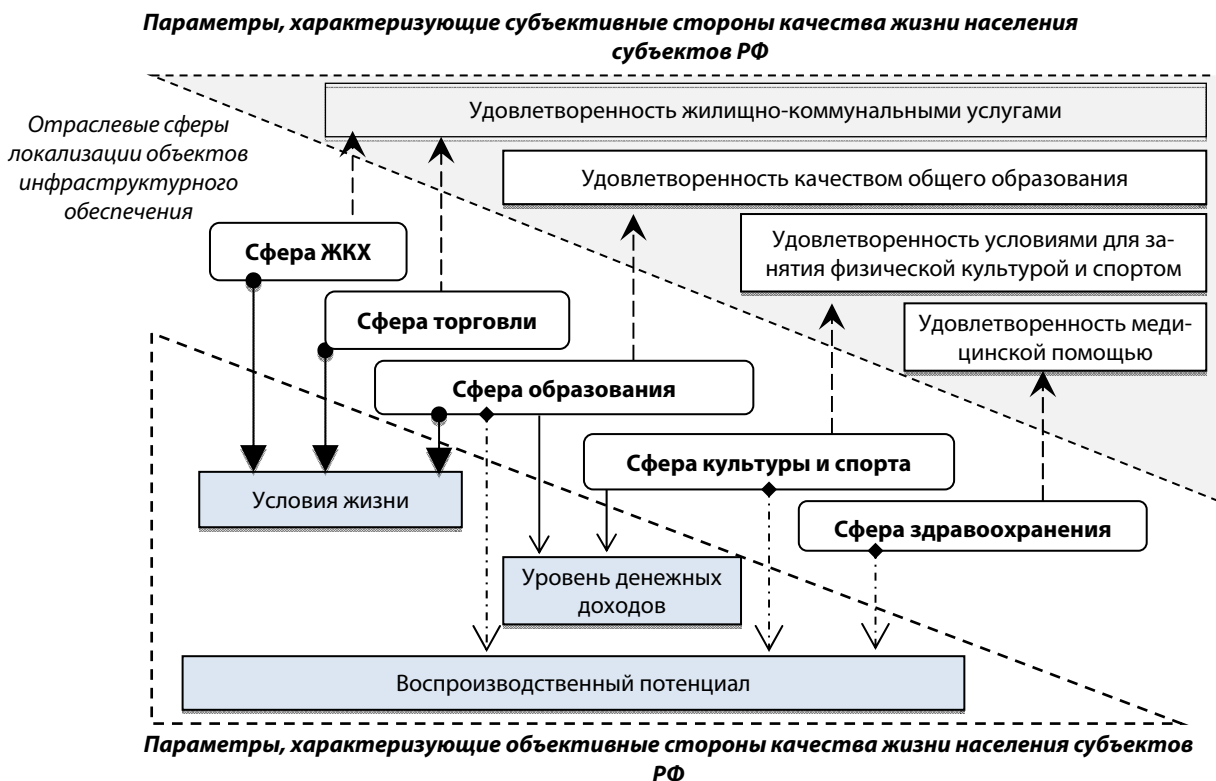 Параметры, характеризующие субъективные стороны качества жизни населения
субъектов РФ
Удовлетворенность жилищно-коммунальными услугами
Отраслевые сферы
локализации объектов
инфраструктурного
обеспечения
Удовлетворенность качеством общего образования
Удовлетворенность условиями для за-
нятия физической культурой и спортом
Сфера ЖКХ
Сфера торговли
Удовлетворенность меди-
цинской помощью
Сфера образования
Сфера культуры и спорта
Условия жизни
Сфера здравоохранения
Уровень денежных
доходов
Воспроизводственный потенциал
Параметры, характеризующие объективные стороны качества жизни населения субъектов
РФ